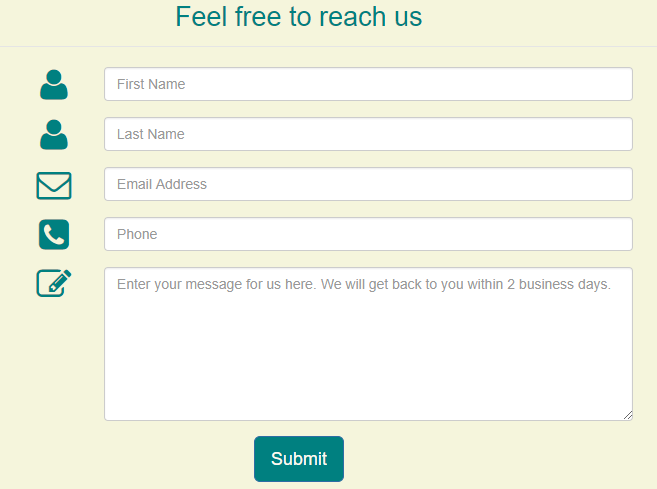 Feel free to reach us
First Name
Last Name
Email Address
Phone
Enter your message for us here. We will get back to you within 2 business days.
Submit